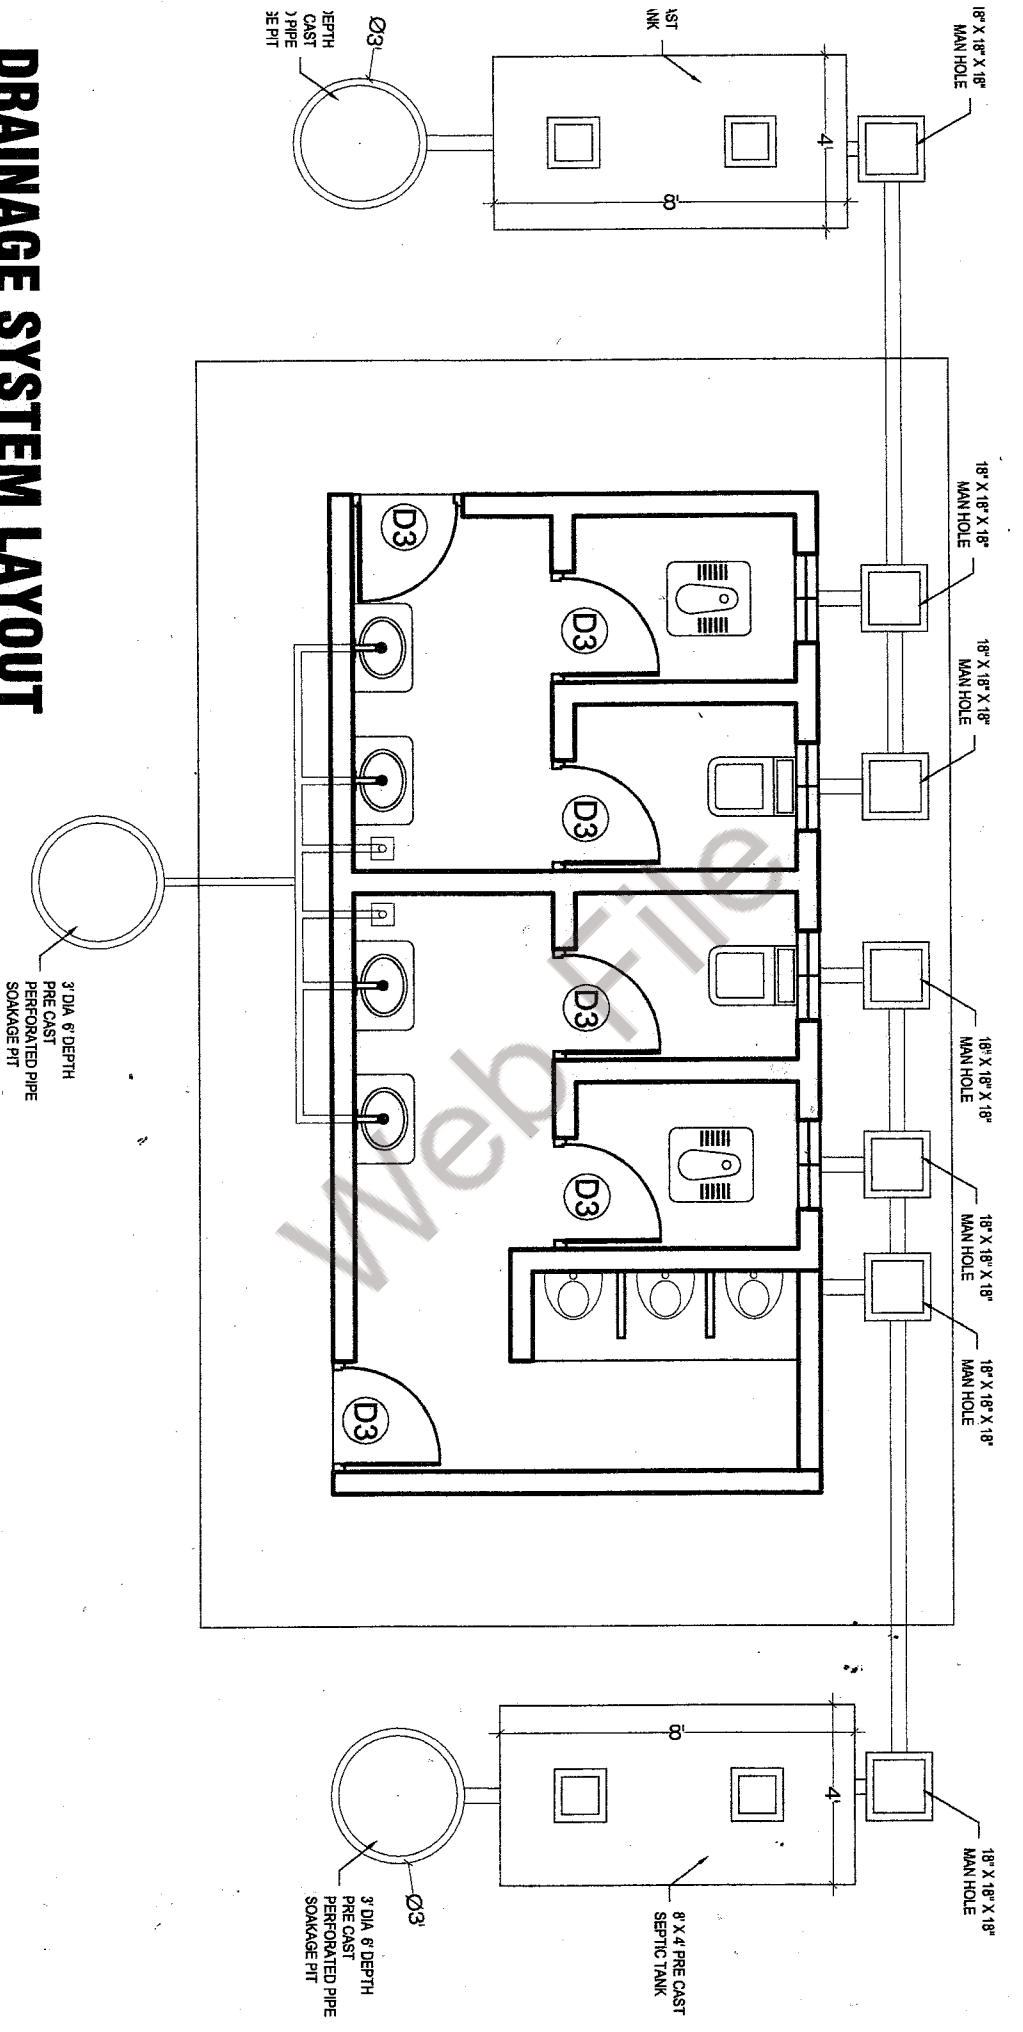 18" X 18" X 18"
MAN HOLE
18" X 18" X 18"
MAN HOLE
18" X 18" X 18"
MAN HOLE
18" X 18" X 18"
MAN HOLE
18" X 18" X 18"
MAN HOLE
18" X 18" X 18"
MAN HOLE
18" X 18" X 18"
MAN HOLE
4'
8'
8'
4'
8' X 4' PRE CAST
SEPTIC TANK
D3
D3
D3
D3
D3
D3
Ø3'
DEPTH
CAST
PIPE
PIT
Ø3'
3' DIA 6' DEPTH
PRE CAST
PERFORATED PIPE
SOAKAGE PIT
3' DIA 6' DEPTH
PRE CAST
PERFORATED PIPE
SOAKAGE PIT
DRAINAGE SYSTEM LAYOUT
Web File